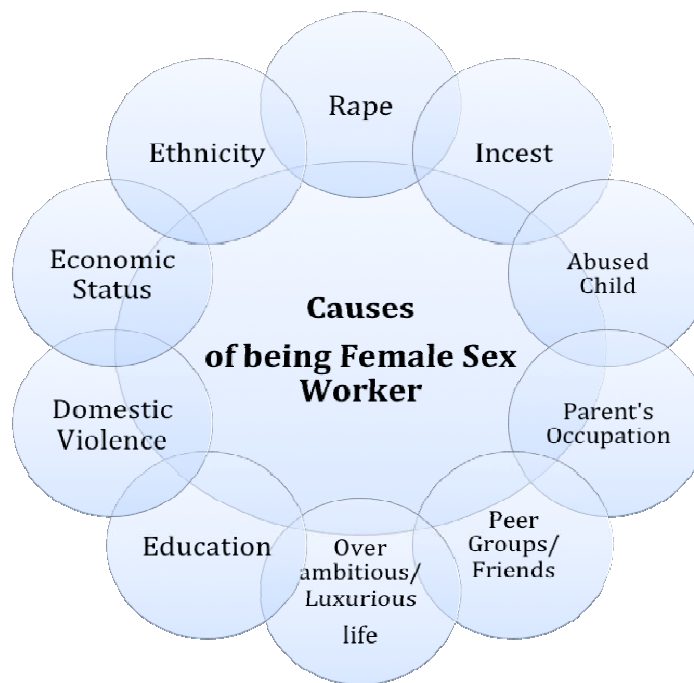 Rape
Incest
Abused
Child
Parent's
Occupation
Peer
Groups/
Friends
Over
ambitious/
Luxurious
life
Education
Domestic
Violence
Economic
Status
Ethnicity
Causes
of being Female Sex
Worker